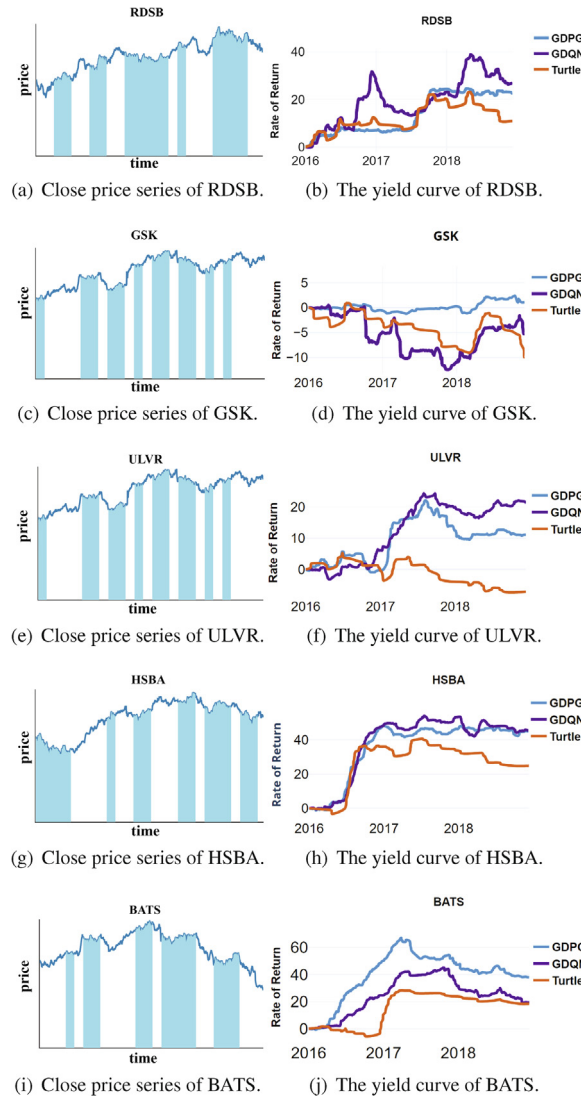 RDSB
price
time
(a) Close price series of RDSB.
RDSB
GDPG
GDQN
Turtle
Rate of Return
40
20
0
2016 2017 2018
(b) The yield curve of RDSB.
GSK
price
time
(c) Close price series of GSK.
GSK
GDPG
GDQN
Turtle
Rate of Return
5
0
−5
−10
2016 2017 2018
(d) The yield curve of GSK.
ULVR
price
time
(e) Close price series of ULVR.
ULVR
GDPG
GDQN
Turtle
Rate of Return
20
10
0
2016 2017 2018
(f) The yield curve of ULVR.
HSBA
price
time
(g) Close price series of HSBA.
HSBA
GDPG
GDQN
Turtle
Rate of Return
40
20
0
2016 2017 2018
(h) The yield curve of HSBA.
BATS
price
time
(i) Close price series of BATS.
BATS
GDPG
GDQN
Turtle
Rate of Return
60
40
20
0
2016 2017 2018
(j) The yield curve of BATS.